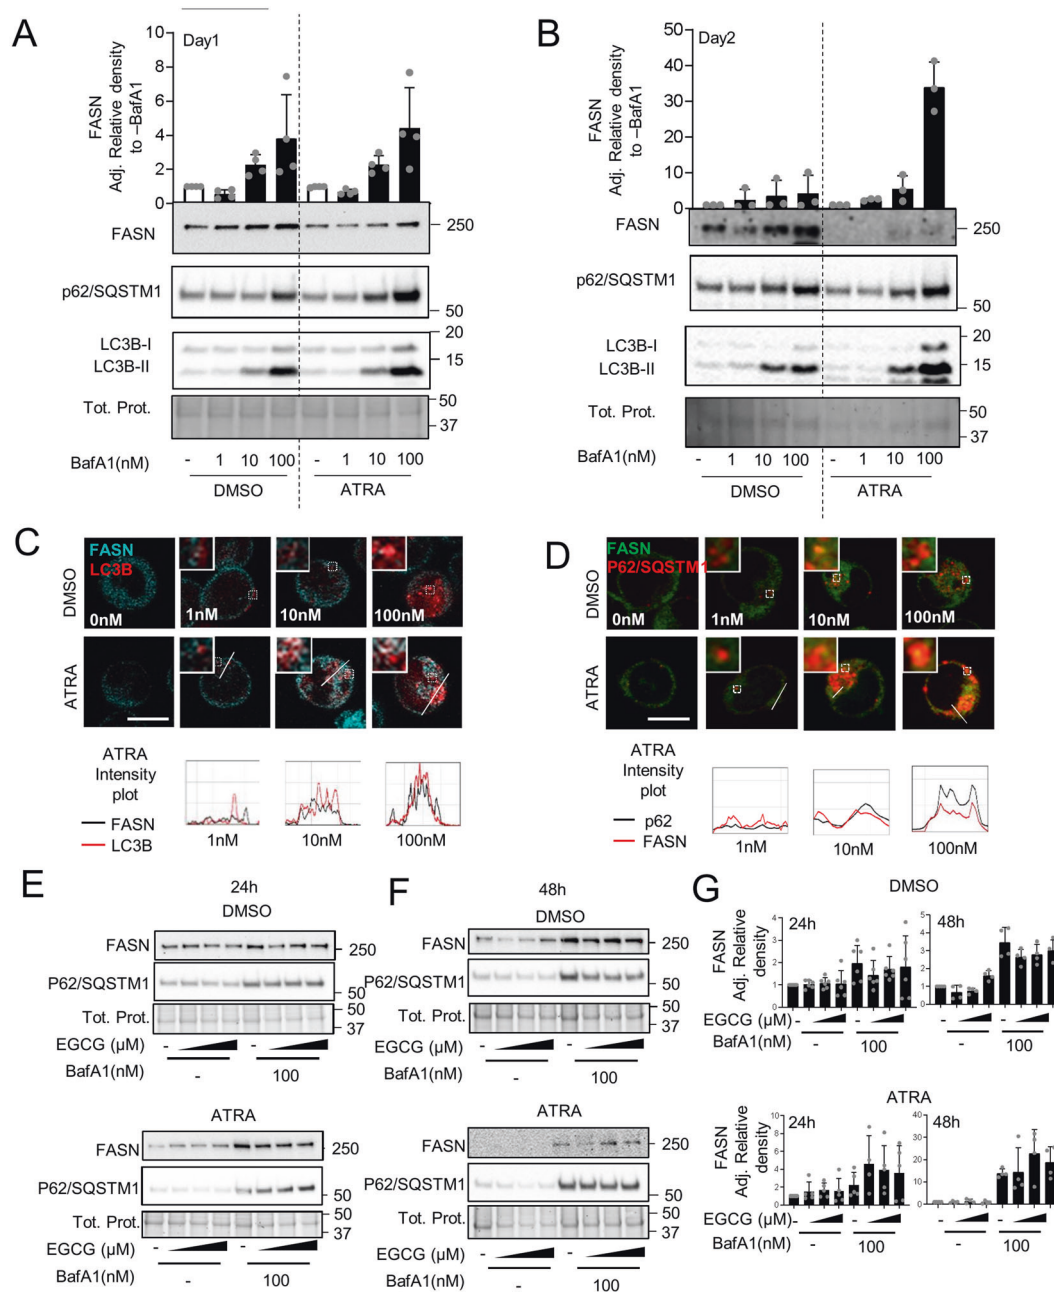 A
FASN
Adj. Relative density
to –BafA1
10
8
6
4
2
0
Day1
FASN
250
p62/SQSTM1
50
LC3B-I
LC3B-II
20
15
Tot. Prot.
50
37
BafA1(nM)
- 1 10 100 - 1 10 100
DMSO ATRA
B
FASN
Adj. Relative density
to –BafA1
50
40
30
20
10
0
Day2
FASN
250
p62/SQSTM1
50
LC3B-I
LC3B-II
20
15
Tot. Prot.
50
37
BafA1(nM)
- 1 10 100 - 1 10 100
DMSO ATRA
C
FASN
LC3B
DMSO
0nM 1nM 10nM 100nM
ATRA
ATRA
Intensity
plot
FASN
LC3B
1nM 10nM 100nM
D
FASN
P62/SQSTM1
DMSO
0nM 1nM 10nM 100nM
ATRA
ATRA
Intensity
plot
p62
FASN
1nM 10nM 100nM
E
24h
DMSO
FASN
250
P62/SQSTM1
50
Tot. Prot.
50
37
EGCG (µM) - -
BafA1(nM)
- 100
ATRA
FASN
250
P62/SQSTM1
50
Tot. Prot.
50
37
EGCG (µM) - -
BafA1(nM)
- 100
F
48h
DMSO
FASN
250
P62/SQSTM1
50
Tot. Prot.
50
37
EGCG (µM) - -
BafA1(nM)
- 100
ATRA
FASN
250
P62/SQSTM1
50
Tot. Prot.
50
37
EGCG (µM) - -
BafA1(nM)
- 100
G
DMSO
FASN
Adj. Relative
density
24h
5
4
3
2
1
0
48h
5
4
3
2
1
0
EGCG (µM) - - - -
BafA1(nM)
- 100 - 100
ATRA
FASN
Adj. Relative
density
24h
10
8
6
4
2
0
48h
40
30
20
10
0
EGCG (µM) - - - -
BafA1(nM)
- 100 - 100